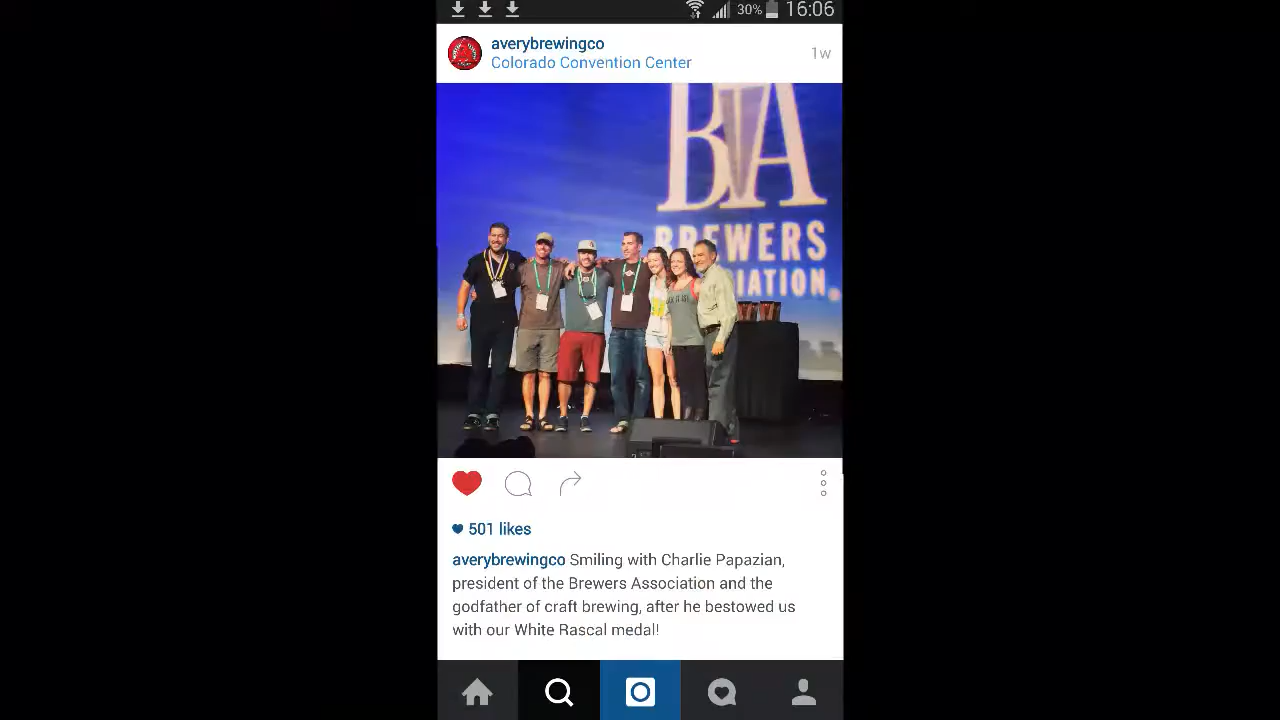 30% 16:06
averybrewingco
Colorado Convention Center
1w
BA
BREWERS
ASSOCIATION
501 likes
averybrewingco Smiling with Charlie Papazian,
president of the Brewers Association and the
godfather of craft brewing, after he bestowed us
with our White Rascal medal!